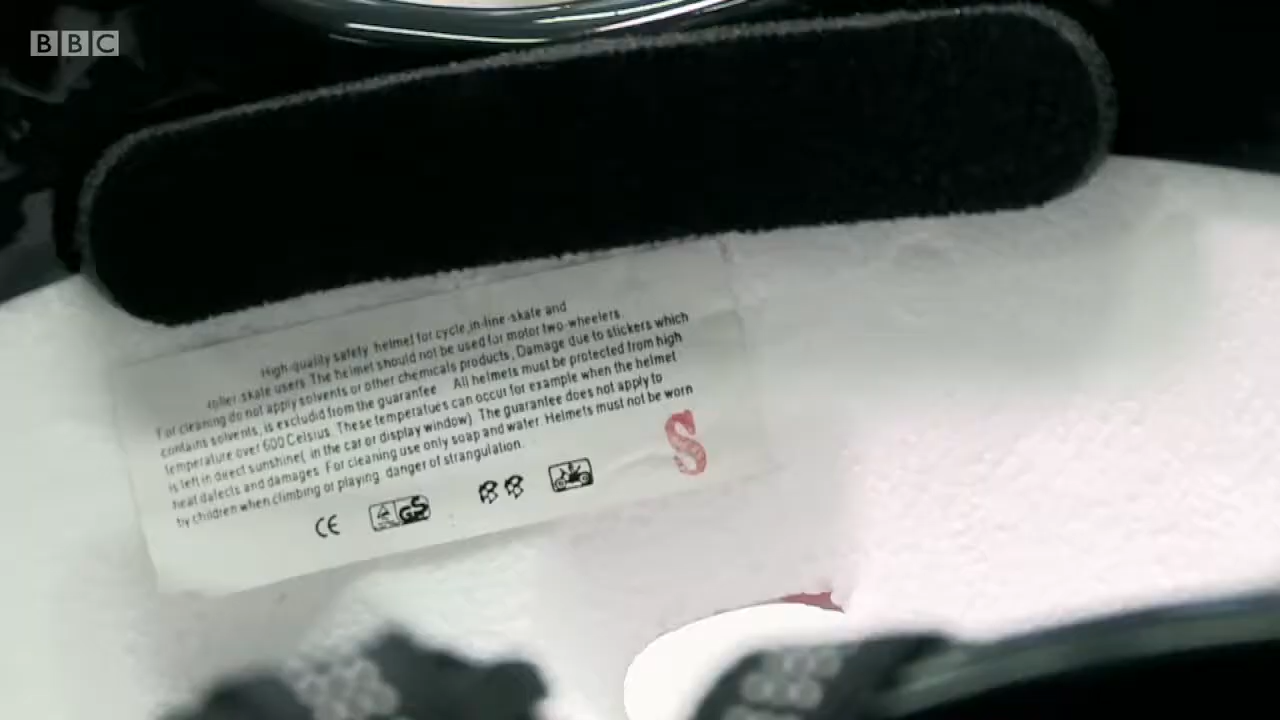 BBC
High-quality safety helmet for cycle,in-line-skate and
roller-skate users The helmet should not be used for motor two-wheelers.
For cleaning do not apply solvents or other chemicals products, Damage due to stickers which
contains solvents, is excludid from the guarantee All helmets must be protected from high
temperature over 600 Celsius. These temperatues can occur for example when the helmet
is left in direct sunshine( in the car or display window). The guarantee does not apply to
heat dafects and damages. For cleaning use only soap and water. Helmets must not be worn
by children when climbing or playing danger of strangulation.
CE GS
S